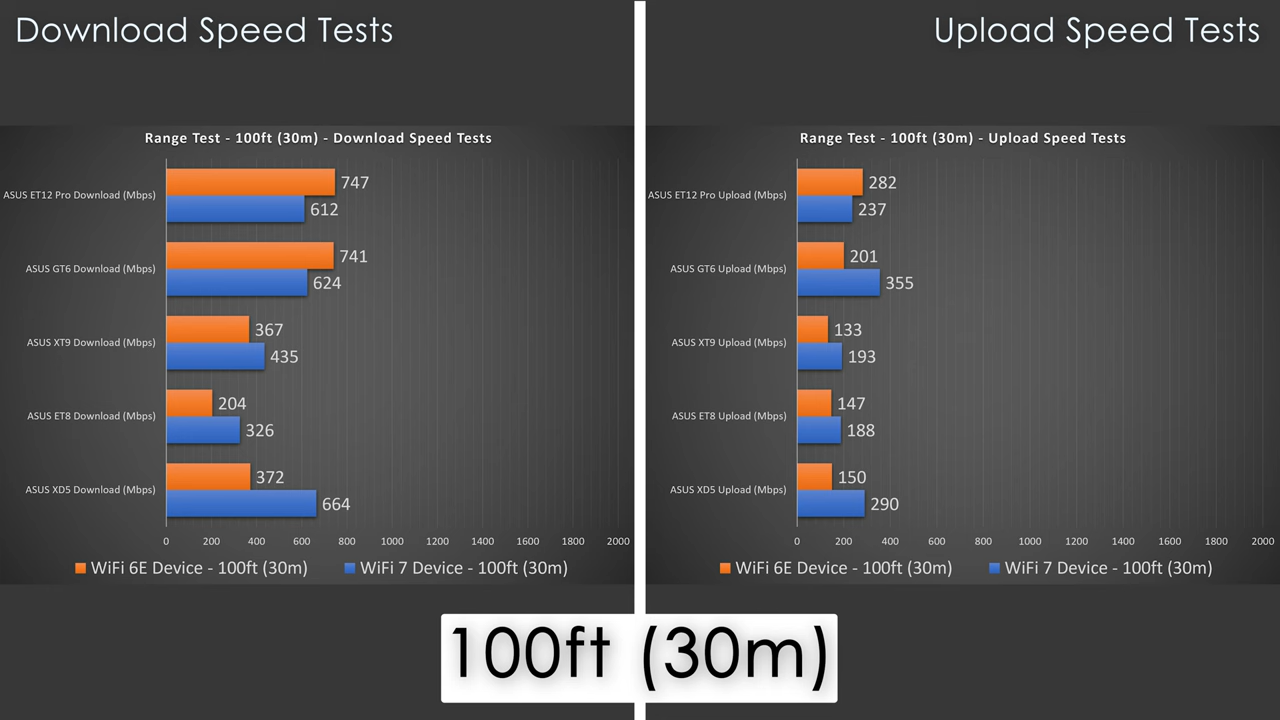 Download Speed Tests
Range Test - 100ft (30m) - Download Speed Tests
ASUS ET12 Pro Download (Mbps)
747
612
ASUS GT6 Download (Mbps)
741
624
ASUS XT9 Download (Mbps)
367
435
ASUS ET8 Download (Mbps)
204
326
ASUS XD5 Download (Mbps)
372
664
0 200 400 600 800 1000 1200 1400 1600 1800 2000
WiFi 6E Device - 100ft (30m) WiFi 7 Device - 100ft (30m)
Upload Speed Tests
Range Test - 100ft (30m) - Upload Speed Tests
ASUS ET12 Pro Upload (Mbps)
282
237
ASUS GT6 Upload (Mbps)
201
355
ASUS XT9 Upload (Mbps)
133
193
ASUS ET8 Upload (Mbps)
147
188
ASUS XD5 Upload (Mbps)
150
290
0 200 400 600 800 1000 1200 1400 1600 1800 2000
WiFi 6E Device - 100ft (30m) WiFi 7 Device - 100ft (30m)
100ft (30m)